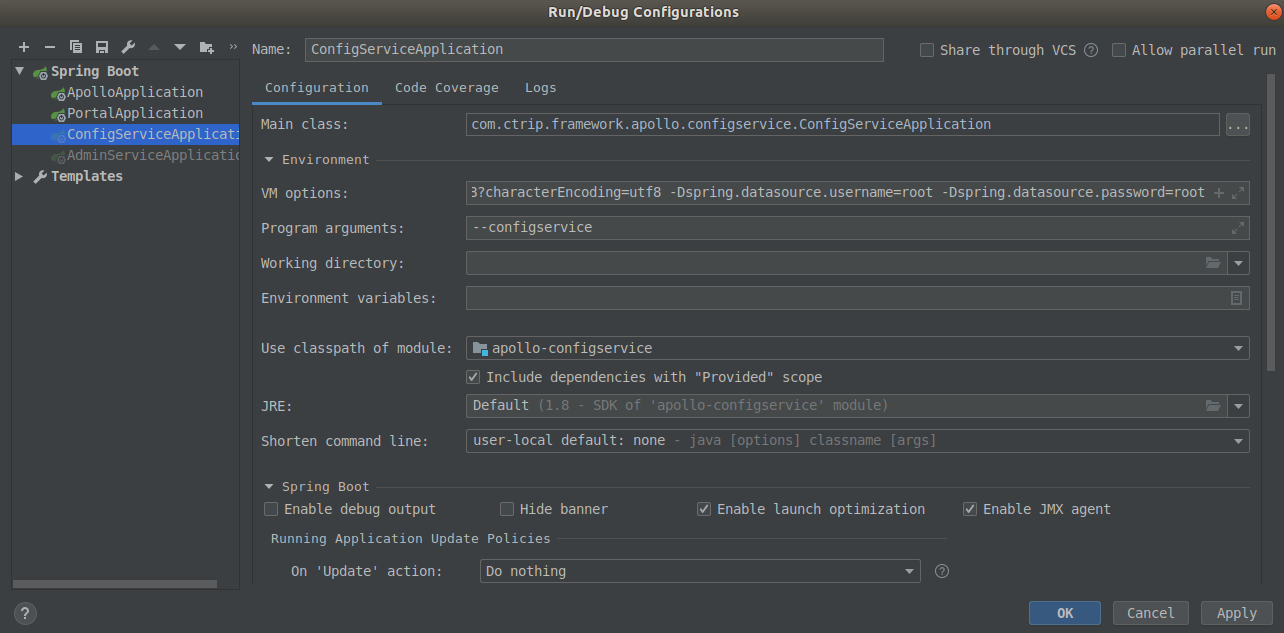 Run/Debug Configurations
Name: ConfigServiceApplication Share through VCS ? Allow parallel run
Spring Boot
ApolloApplication
PortalApplication
ConfigServiceApplicati
AdminServiceApplicatio
Templates
Configuration Code Coverage Logs
Main class: com.ctrip.framework.apollo.configservice.ConfigServiceApplication ...
Environment
VM options: 3?characterEncoding=utf8 -Dspring.datasource.username=root -Dspring.datasource.password=root
Program arguments: --configservice
Working directory:
Environment variables:
Use classpath of module: apollo-configservice
Include dependencies with "Provided" scope
JRE: Default (1.8 - SDK of 'apollo-configservice' module)
Shorten command line: user-local default: none - java [options] classname [args]
Spring Boot
Enable debug output Hide banner Enable launch optimization Enable JMX agent
Running Application Update Policies
On 'Update' action: Do nothing ?
? OK Cancel Apply